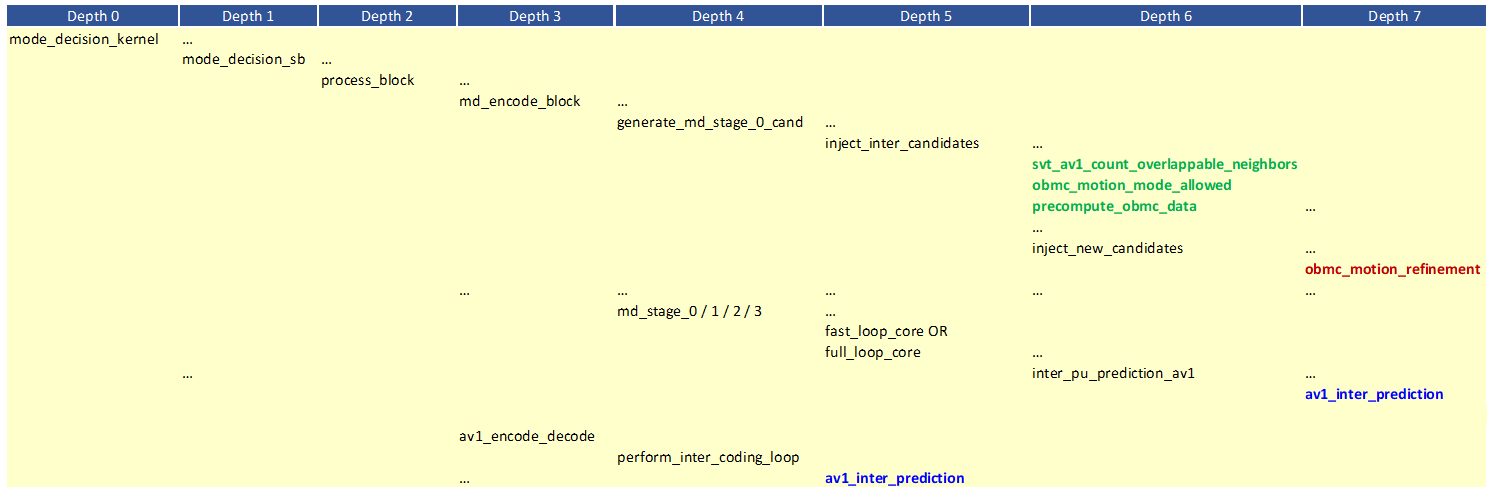 Depth 0 Depth 1 Depth 2 Depth 3 Depth 4 Depth 5 Depth 6 Depth 7
mode_decision_kernel ...
mode_decision_sb ...
process_block ...
md_encode_block ...
generate_md_stage_0_cand ...
inject_inter_candidates ...
svt_av1_count_overlappable_neighbors
obmc_motion_mode_allowed
precompute_obmc_data ...
...
inject_new_candidates ...
obmc_motion_refinement
... ... ... ... ...
md_stage_0 / 1 / 2 / 3 ...
fast_loop_core OR
full_loop_core ...
... inter_pu_prediction_av1 ...
av1_inter_prediction
av1_encode_decode
perform_inter_coding_loop
... av1_inter_prediction